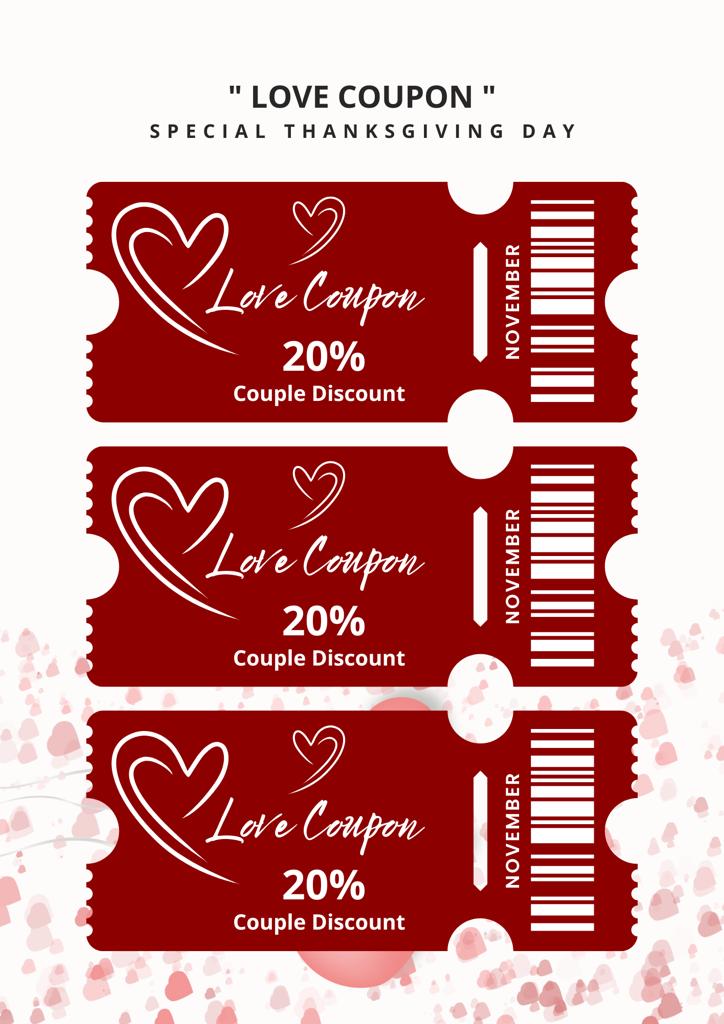 " LOVE COUPON "
SPECIAL THANKSGIVING DAY
Love Coupon
20%
Couple Discount
NOVEMBER
Love Coupon
20%
Couple Discount
NOVEMBER
Love Coupon
20%
Couple Discount
NOVEMBER